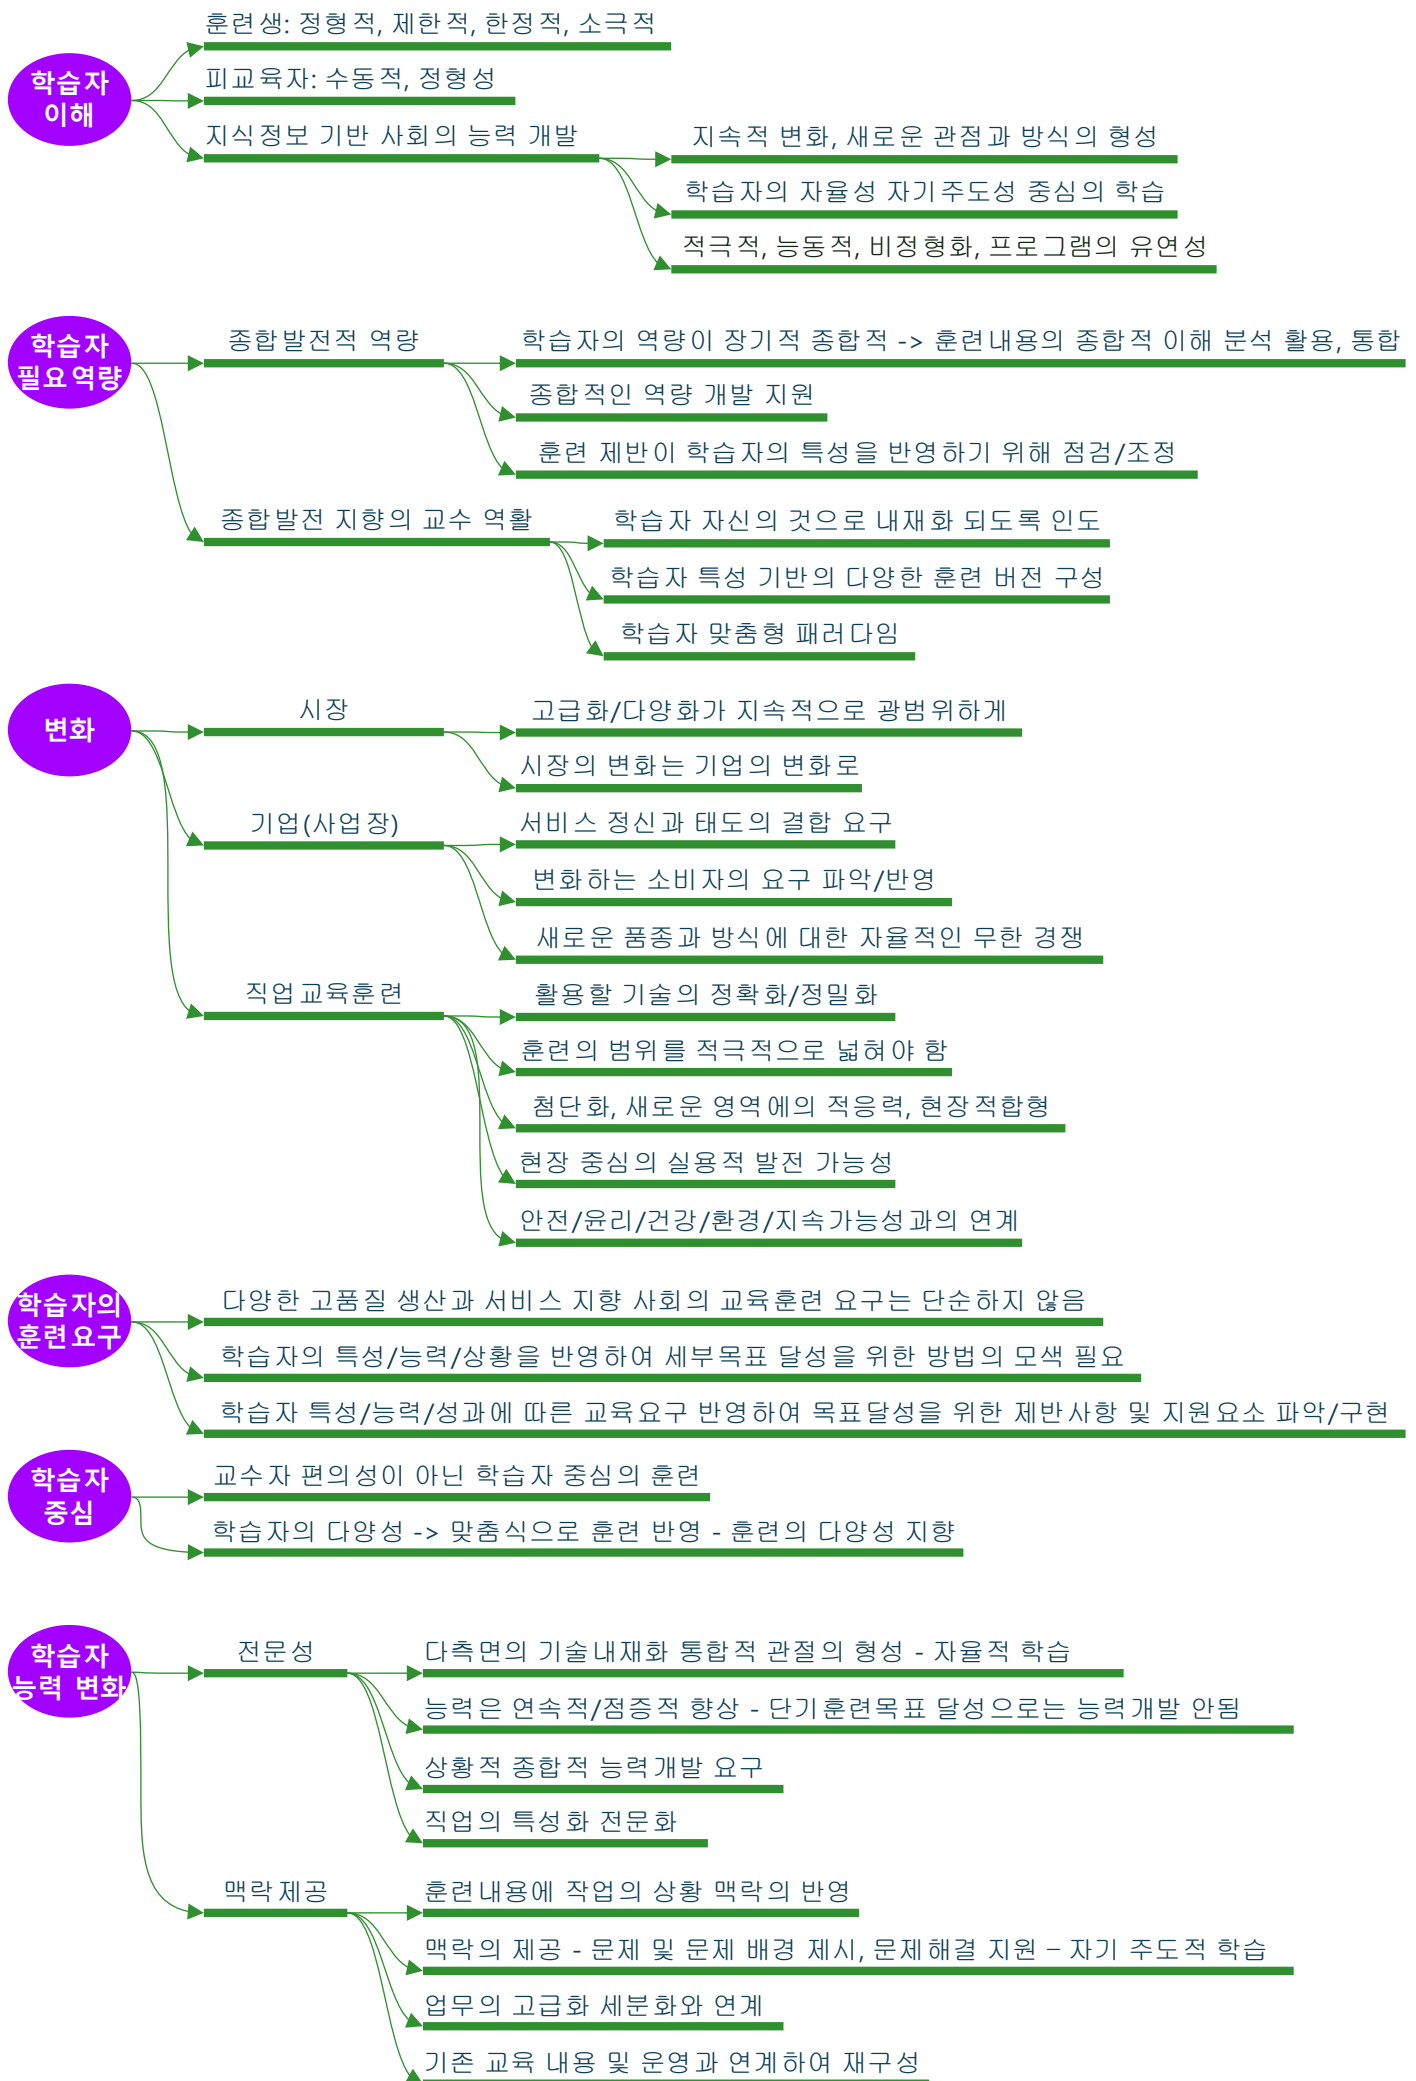 학습자
이해
훈련생: 정형적, 제한적, 한정적, 소극적
피교육자: 수동적, 정형성
지식정보 기반 사회의 능력 개발
지속적 변화, 새로운 관점과 방식의 형성
학습자의 자율성 자기주도성 중심의 학습
적극적, 능동적, 비정형화, 프로그램의 유연성
학습자
필요역량
종합발전적 역량
학습자의 역량이 장기적 종합적 -> 훈련내용의 종합적 이해 분석 활용, 통합
종합적인 역량 개발 지원
훈련 제반이 학습자의 특성을 반영하기 위해 점검/조정
종합발전 지향의 교수 역활
학습자 자신의 것으로 내재화 되도록 인도
학습자 특성 기반의 다양한 훈련 버전 구성
학습자 맞춤형 패러다임
변화
시장
고급화/다양화가 지속적으로 광범위하게
시장의 변화는 기업의 변화로
기업(사업장)
서비스 정신과 태도의 결합 요구
변화하는 소비자의 요구 파악/반영
새로운 품종과 방식에 대한 자율적인 무한 경쟁
직업교육훈련
활용할 기술의 정확화/정밀화
훈련의 범위를 적극적으로 넓혀야 함
첨단화, 새로운 영역에의 적응력, 현장적합형
현장 중심의 실용적 발전 가능성
안전/윤리/건강/환경/지속가능성과의 연계
학습자의
훈련요구
다양한 고품질 생산과 서비스 지향 사회의 교육훈련 요구는 단순하지 않음
학습자의 특성/능력/상황을 반영하여 세부목표 달성을 위한 방법의 모색 필요
학습자 특성/능력/성과에 따른 교육요구 반영하여 목표달성을 위한 제반사항 및 지원요소 파악/구현
학습자
중심
교수자 편의성이 아닌 학습자 중심의 훈련
학습자의 다양성 -> 맞춤식으로 훈련 반영 - 훈련의 다양성 지향
학습자
능력 변화
전문성
다측면의 기술내재화 통합적 관절의 형성 - 자율적 학습
능력은 연속적/점증적 향상 - 단기훈련목표 달성으로는 능력개발 안됨
상황적 종합적 능력개발 요구
직업의 특성화 전문화
맥락제공
훈련내용에 작업의 상황 맥락의 반영
맥락의 제공 - 문제 및 문제 배경 제시, 문제해결 지원 – 자기 주도적 학습
업무의 고급화 세분화와 연계
기존 교육 내용 및 운영과 연계하여 재구성